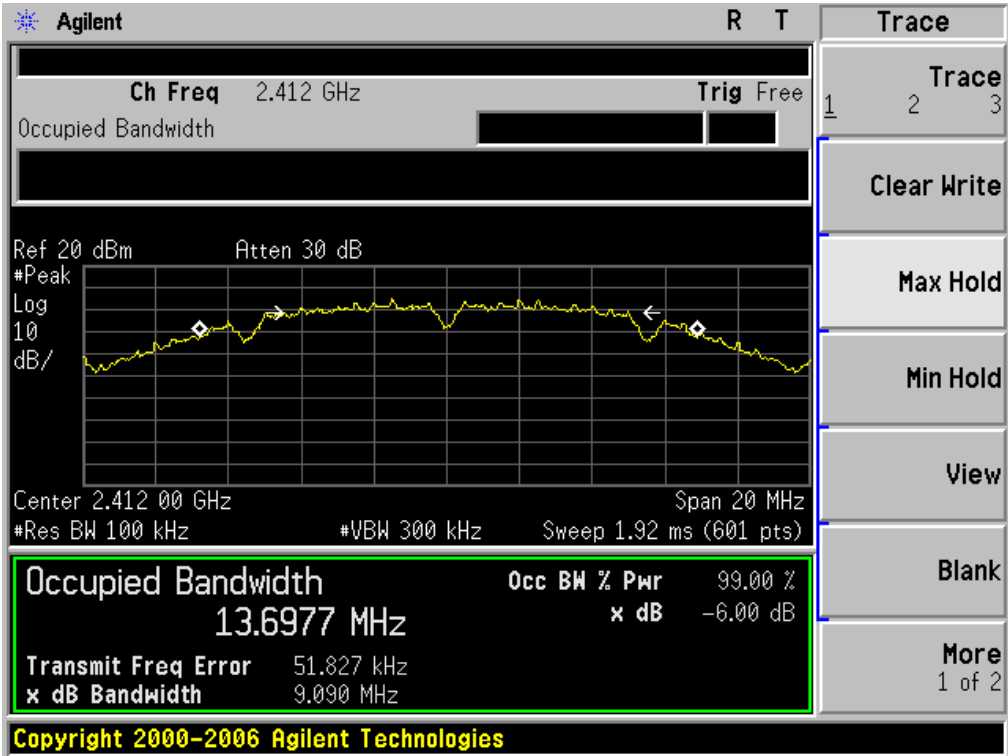 Agilent R T Trace
Ch Freq 2.412 GHz Trig Free
Occupied Bandwidth
Trace
1 2 3
Clear Write
Max Hold
Min Hold
View
Blank
More
1 of 2
Ref 20 dBm Atten 30 dB
#Peak
Log
10
dB/
Center 2.412 00 GHz Span 20 MHz
#Res BW 100 kHz #VBW 300 kHz Sweep 1.92 ms (601 pts)
Occupied Bandwidth Occ BW % Pwr 99.00 %
13.6977 MHz x dB -6.00 dB
Transmit Freq Error 51.827 kHz
x dB Bandwidth 9.090 MHz
Copyright 2000-2006 Agilent Technologies